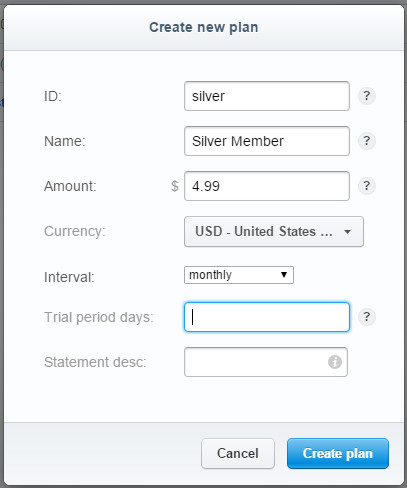 Create new plan
ID: silver ?
Name: Silver Member ?
Amount: $ 4.99 ?
Currency: USD - United States ...
Interval: monthly
Trial period days: ?
Statement desc: i
Cancel Create plan